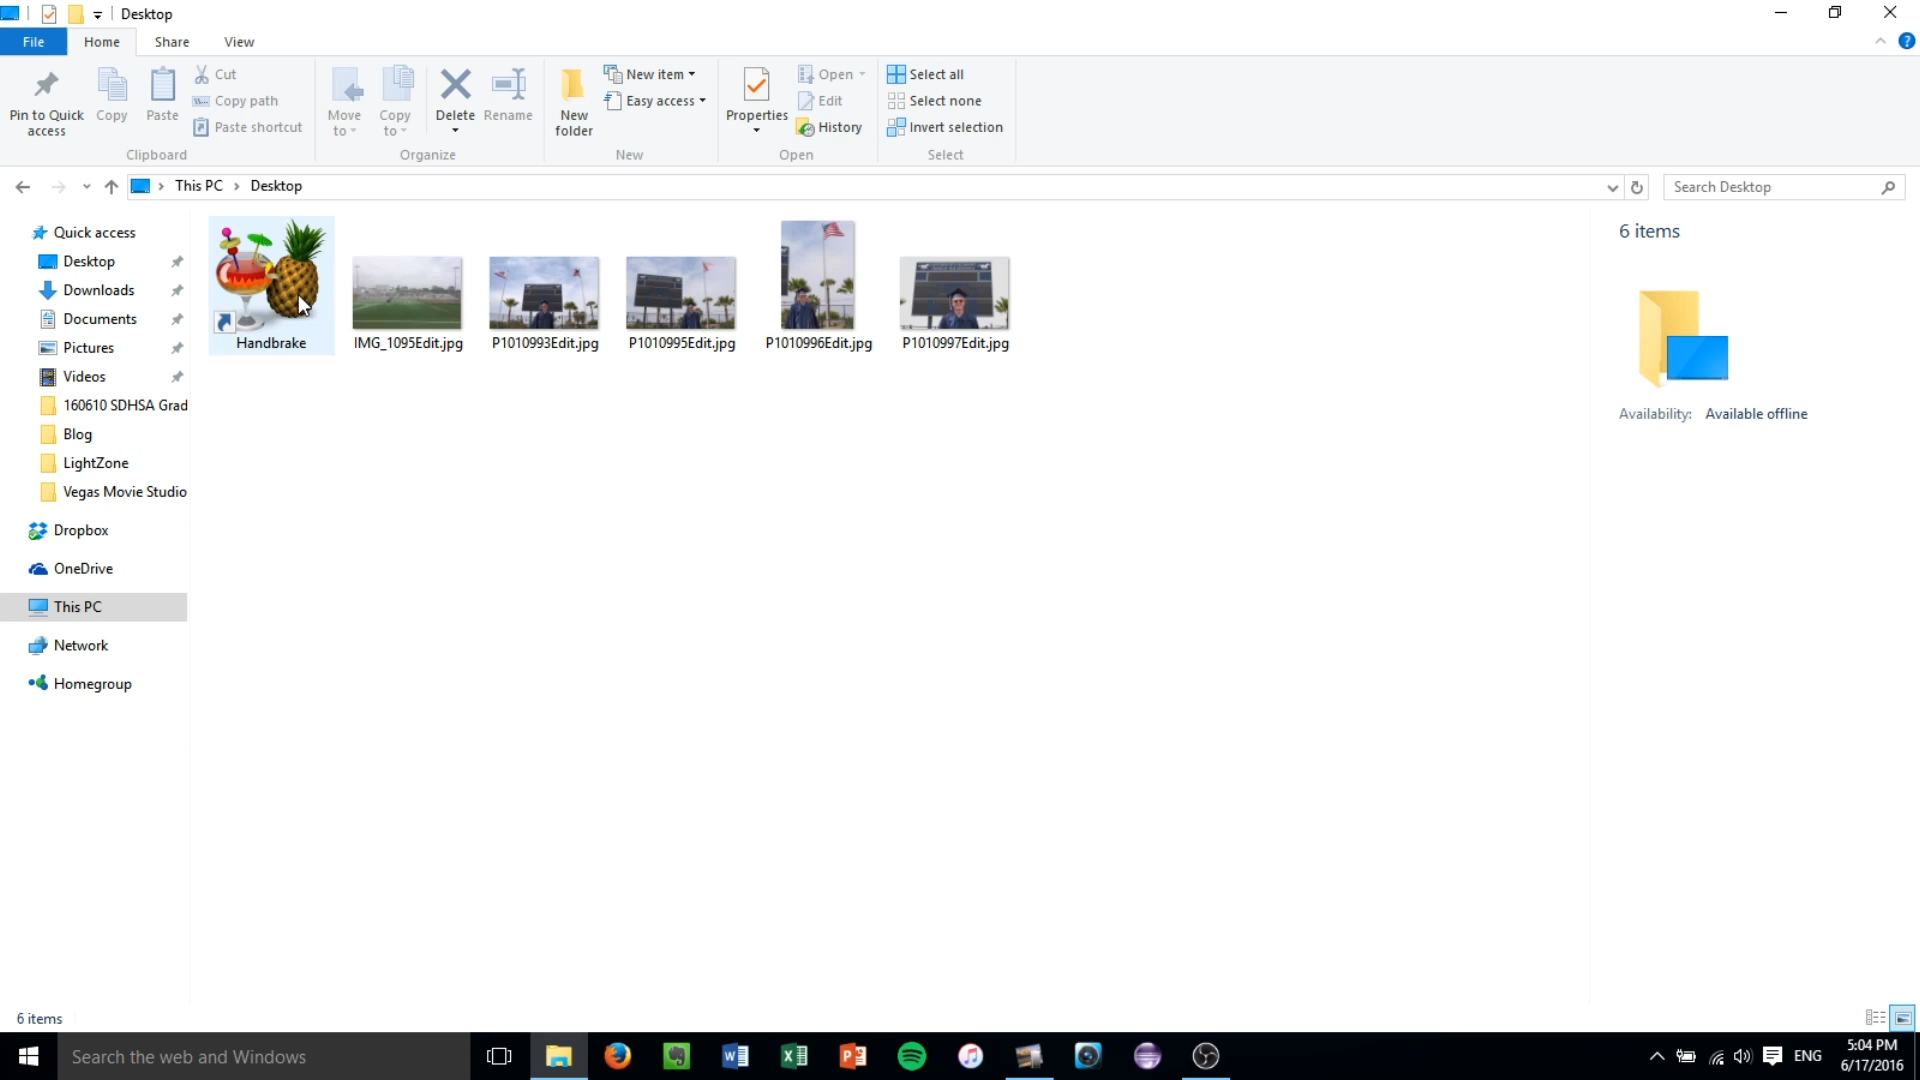 Desktop
File Home Share View
Pin to Quick access
Copy
Paste
Cut
Copy path
Paste shortcut
Clipboard
Move to
Copy to
Delete
Rename
Organize
New folder
New item
Easy access
New
Properties
Open
Edit
History
Open
Select all
Select none
Invert selection
Select
This PC > Desktop
Search Desktop
Quick access
Desktop
Downloads
Documents
Pictures
Videos
160610 SDHSA Grad
Blog
LightZone
Vegas Movie Studio
Dropbox
OneDrive
This PC
Network
Homegroup
Handbrake
IMG_1095Edit.jpg
P1010993Edit.jpg
P1010995Edit.jpg
P1010996Edit.jpg
P1010997Edit.jpg
6 items
Availability: Available offline
6 items
Search the web and Windows
ENG
5:04 PM
6/17/2016